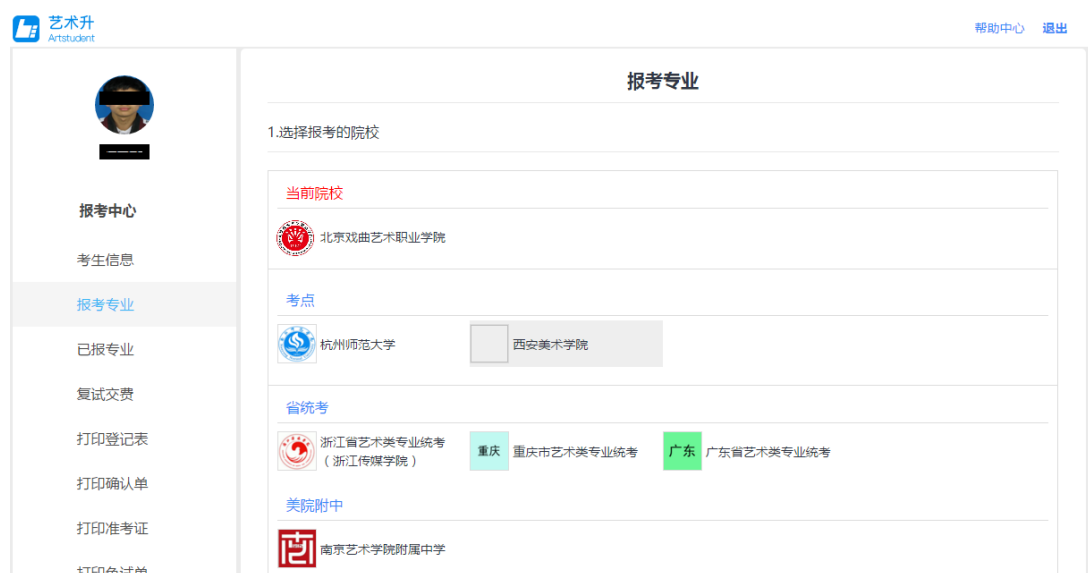 艺术升
Artstudent
帮助中心 退出
报考中心
考生信息
报考专业
已报专业
复试交费
打印登记表
打印确认单
打印准考证
打印免试单
报考专业
1.选择报考的院校
当前院校
北京戏曲艺术职业学院
考点
杭州师范大学
西安美术学院
省统考
浙江省艺术类专业统考
（浙江传媒学院）
重庆 重庆市艺术类专业统考
广东 广东省艺术类专业统考
美院附中
南京艺术学院附属中学